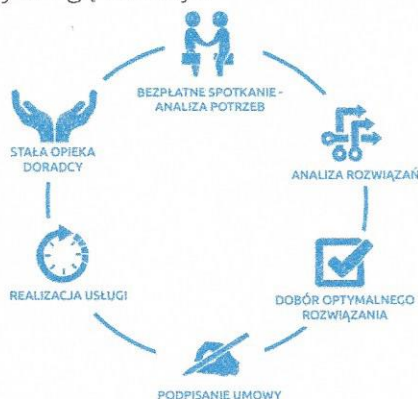 BEZPŁATNE SPOTKANIE -
ANALIZA POTRZEB
ANALIZA ROZWIĄZAŃ
DOBÓR OPTYMALNEGO
ROZWIĄZANIA
PODPISANIE UMOWY
REALIZACJA USŁUGI
STAŁA OPIEKA
DORADCY